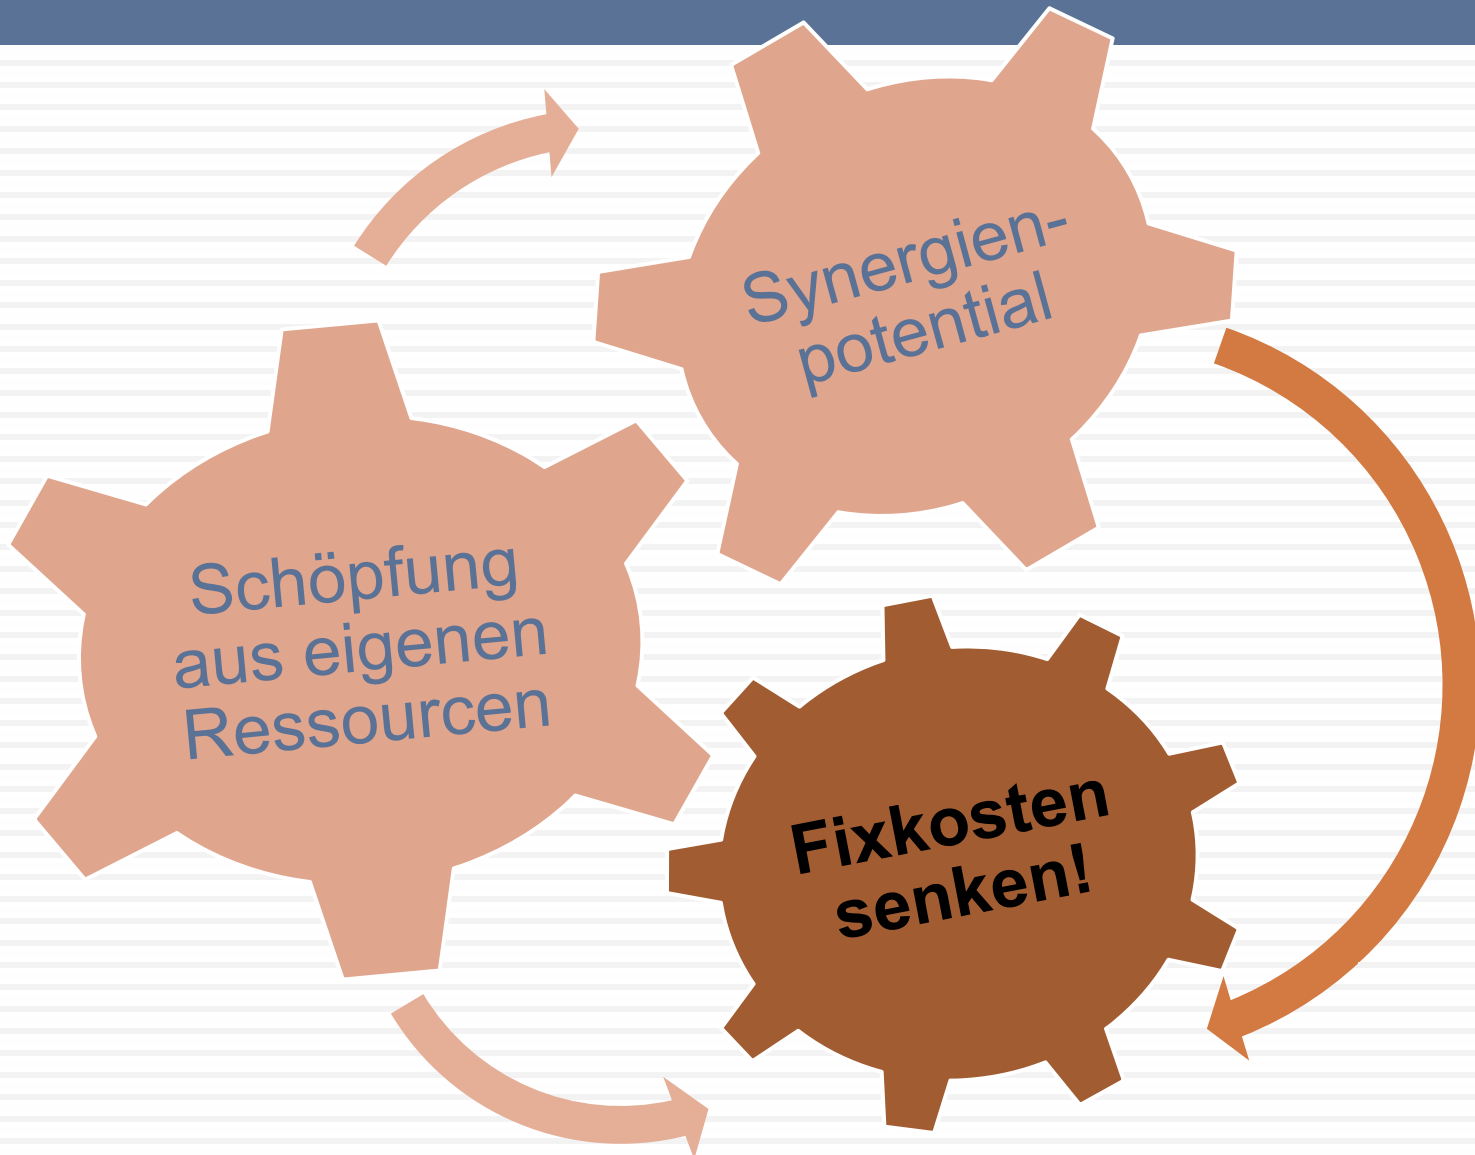 Synergien-
potential
Schöpfung
aus eigenen
Ressourcen
Fixkosten
senken!